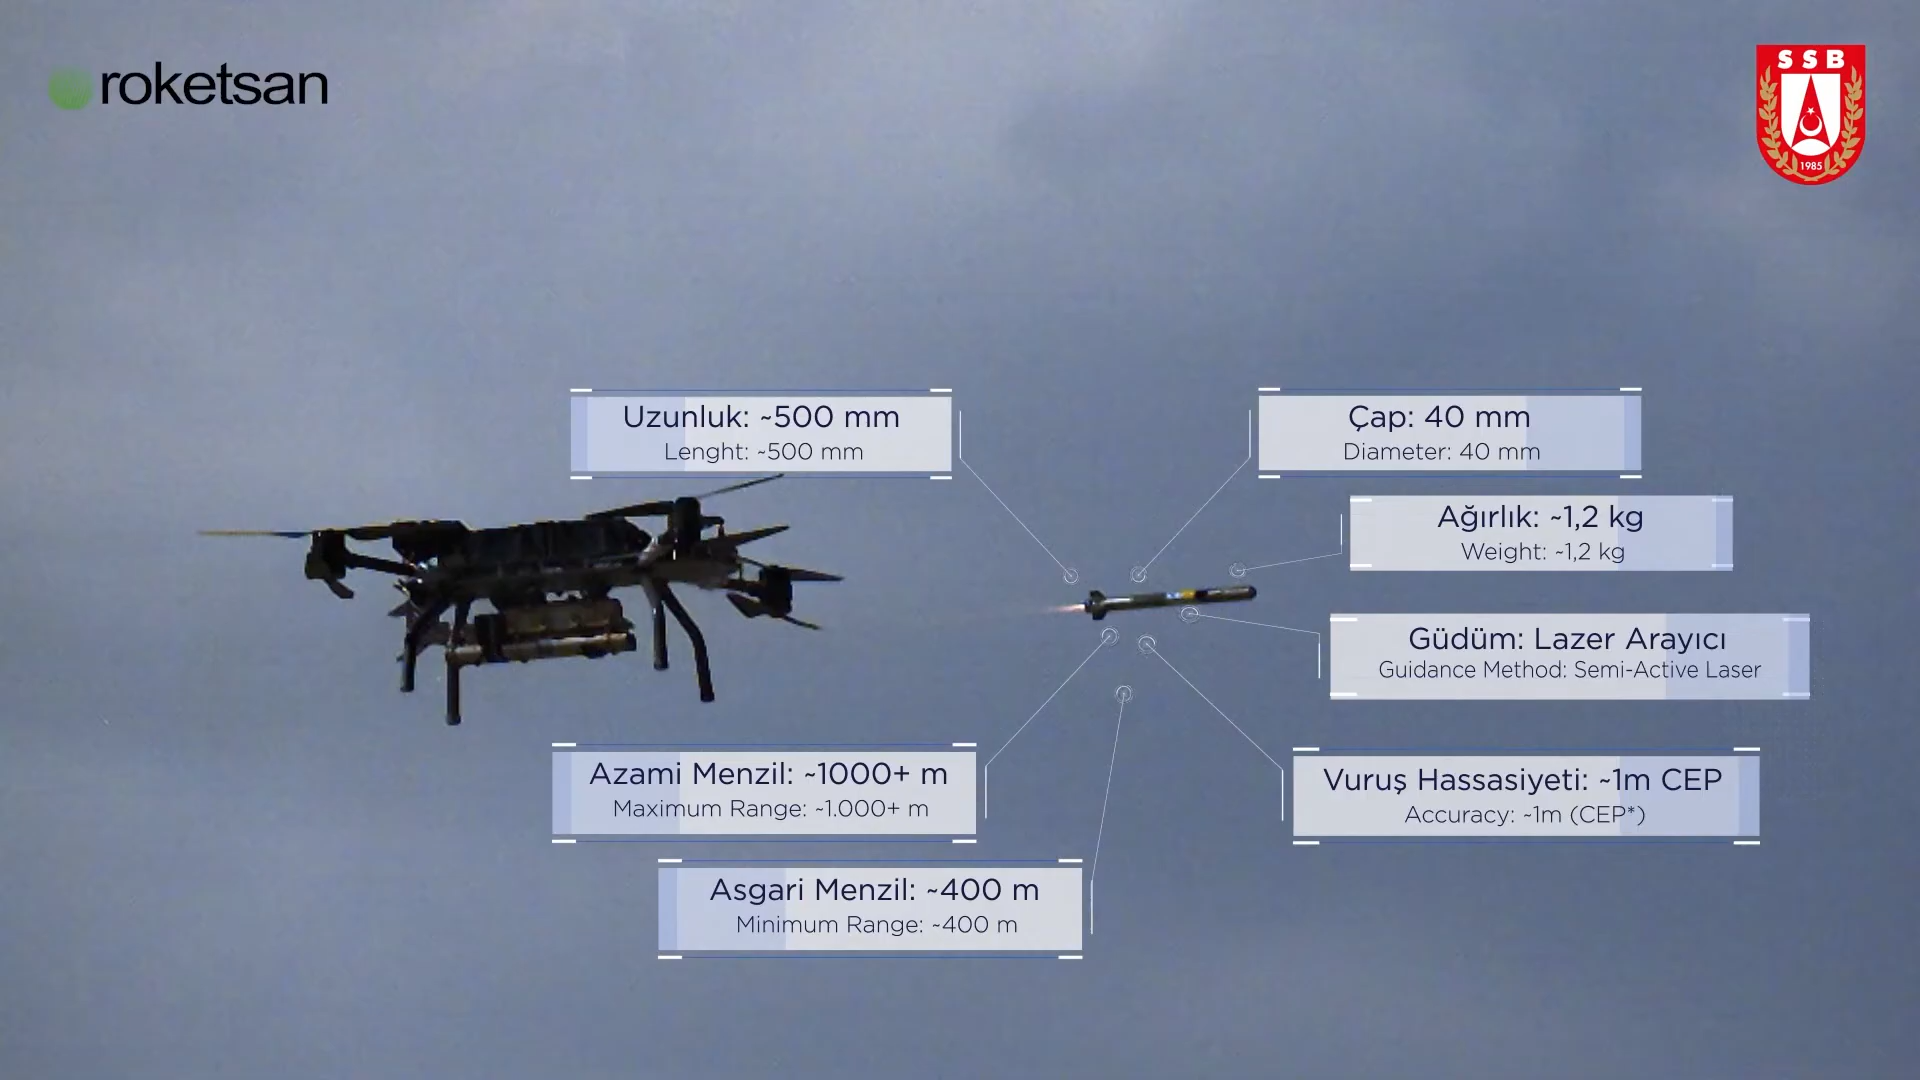 roketsan
SSB
1985
Uzunluk: ~500 mm
Lenght: ~500 mm
Çap: 40 mm
Diameter: 40 mm
Ağırlık: ~1,2 kg
Weight: ~1,2 kg
Güdüm: Lazer Arayıcı
Guidance Method: Semi-Active Laser
Azami Menzil: ~1000+ m
Maximum Range: ~1.000+ m
Vuruş Hassasiyeti: ~1m CEP
Accuracy: ~1m (CEP*)
Asgari Menzil: ~400 m
Minimum Range: ~400 m